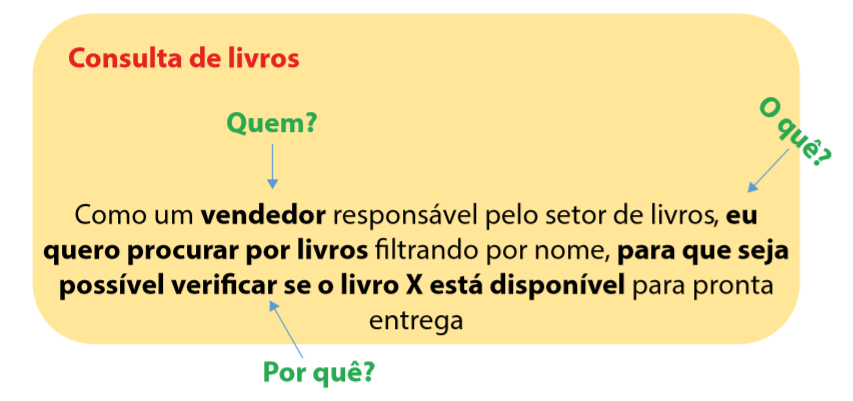 Consulta de livros
Quem?
O quê?
Como um vendedor responsável pelo setor de livros, eu
quero procurar por livros filtrando por nome, para que seja
possível verificar se o livro X está disponível para pronta
entrega
Por quê?